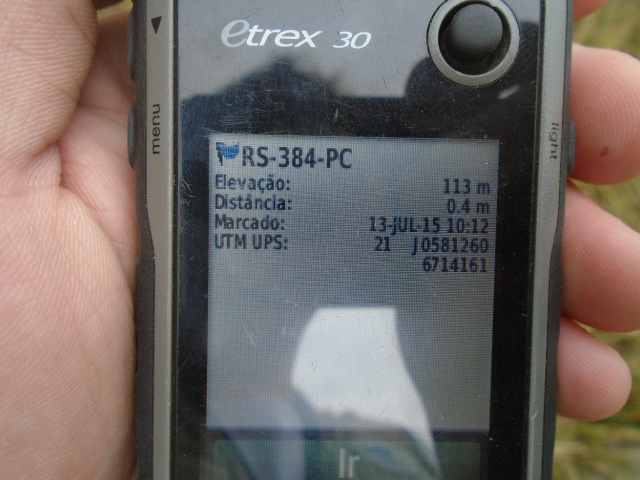 etrex 30
menu
light
RS-384-PC
Elevação: 113 m
Distância: 0.4 m
Marcado: 13-JUL-15 10:12
UTM UPS: 21 J 0581260
6714161
Ir